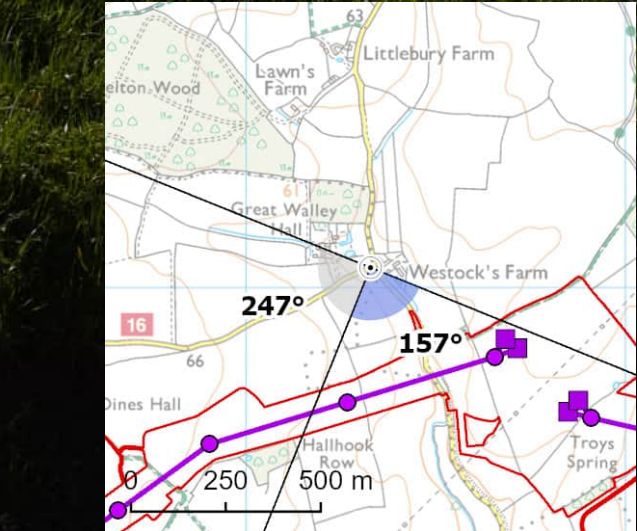 63
Littlebury Farm
Lawn's
Farm
elton Wood
61
Great Walley
Hall
Westock's Farm
247°
16
157°
66
Dines Hall
Hallhook
Row
Troys
Spring
0 250 500 m